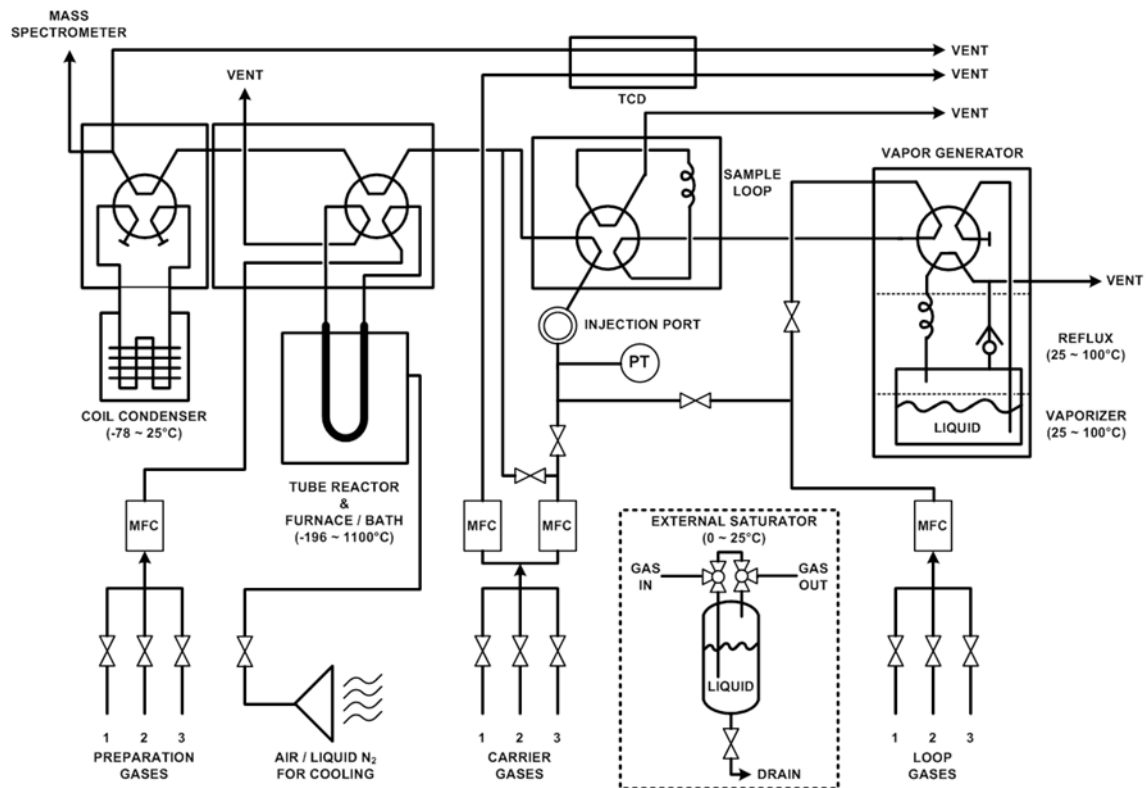 MASS
SPECTROMETER
VENT
VENT
VENT
TCD
VENT
VAPOR GENERATOR
SAMPLE
LOOP
VENT
INJECTION PORT
PT
REFLUX
(25 ~ 100°C)
LIQUID
VAPORIZER
(25 ~ 100°C)
COIL CONDENSER
(-78 ~ 25°C)
TUBE REACTOR
&
FURNACE / BATH
(-196 ~ 1100°C)
MFC
MFC
MFC
MFC
EXTERNAL SATURATOR
(0 ~ 25°C)
GAS
IN
GAS
OUT
LIQUID
DRAIN
1 2 3
PREPARATION
GASES
AIR / LIQUID N₂
FOR COOLING
1 2 3
CARRIER
GASES
1 2 3
LOOP
GASES